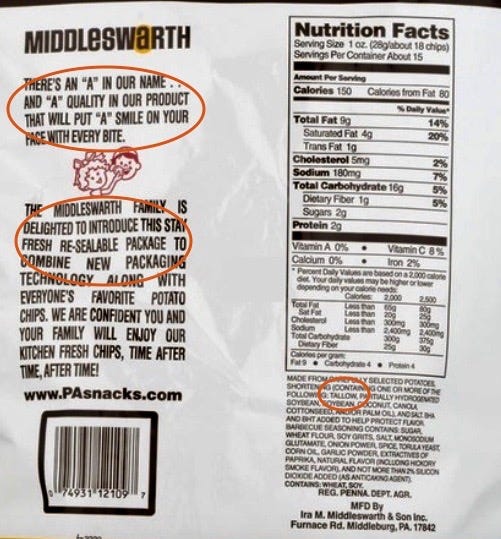 MIDDLESWARTH
THERE'S AN "A" IN OUR NAME . .
AND "A" QUALITY IN OUR PRODUCT
THAT WILL PUT "A" SMILE ON YOUR
FACE WITH EVERY BITE.
THE MIDDLESWARTH FAMILY IS
DELIGHTED TO INTRODUCE THIS STAY
FRESH RE-SEALABLE PACKAGE TO
COMBINE NEW PACKAGING
TECHNOLOGY ALONG WITH
EVERYONE'S FAVORITE POTATO
CHIPS. WE ARE CONFIDENT YOU AND
YOUR FAMILY WILL ENJOY OUR
KITCHEN FRESH CHIPS, TIME AFTER
TIME, AFTER TIME!
www.PAsnacks.com
0 74931 12109 7
Nutrition Facts
Serving Size 1 oz. (28g/about 18 chips)
Servings Per Container About 15
Amount Per Serving
Calories 150 Calories from Fat 80
% Daily Value*
Total Fat 9g 14%
Saturated Fat 4g 20%
Trans Fat 1g
Cholesterol 5mg 2%
Sodium 180mg 7%
Total Carbohydrate 16g 5%
Dietary Fiber 1g 5%
Sugars 2g
Protein 2g
Vitamin A 0% • Vitamin C 8%
Calcium 0% • Iron 2%
* Percent Daily Values are based on a 2,000 calorie
diet. Your daily values may be higher or lower
depending on your calorie needs:
Calories: 2,000 2,500
Total Fat Less than 65g 80g
Sat Fat Less than 20g 25g
Cholesterol Less than 300mg 300mg
Sodium Less than 2,400mg 2,400mg
Total Carbohydrate 300g 375g
Dietary Fiber 25g 30g
Calories per gram:
Fat 9 • Carbohydrate 4 • Protein 4
MADE FROM CAREFULLY SELECTED POTATOES,
SHORTENING (CONTAINING ONE OR MORE OF THE
FOLLOWING: TALLOW, PARTIALLY HYDROGENATED
SOYBEAN, SOYBEAN, COCONUT, CANOLA,
COTTONSEED, AND/OR PALM OIL) AND SALT. BHA
AND BHT ADDED TO HELP PROTECT FLAVOR.
BARBECUE SEASONING CONTAINS: SUGAR,
WHEAT FLOUR, SOY GRITS, SALT, MONOSODIUM
GLUTAMATE, ONION POWDER, SPICE, TORULA YEAST,
CORN OIL, GARLIC POWDER, EXTRACTIVES OF
PAPRIKA, NATURAL FLAVOR (INCLUDING HICKORY
SMOKE FLAVOR), AND NOT MORE THAN 2% SILICON
DIOXIDE ADDED (AS ANTICAKING AGENT).
CONTAINS: WHEAT, SOY.
REG. PENNA. DEPT. AGR.
MFD By
Ira M. Middleswarth & Son Inc.
Furnace Rd. Middleburg, PA. 17842